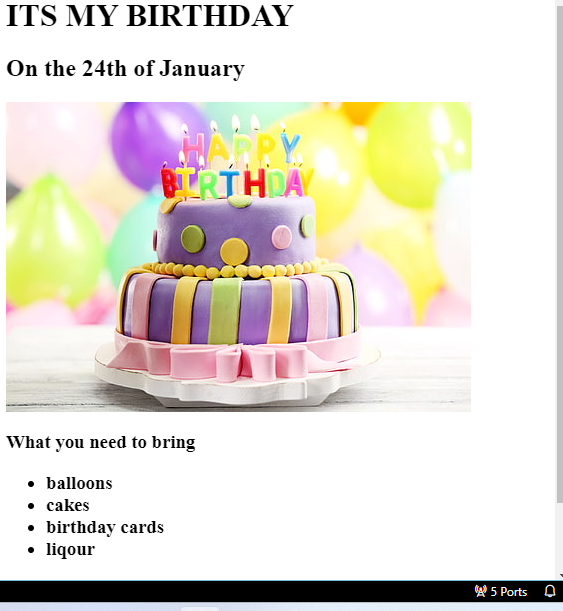 ITS MY BIRTHDAY
On the 24th of January
HAPPY
BIRTHDAY
What you need to bring
balloons
cakes
birthday cards
liqour
5 Ports